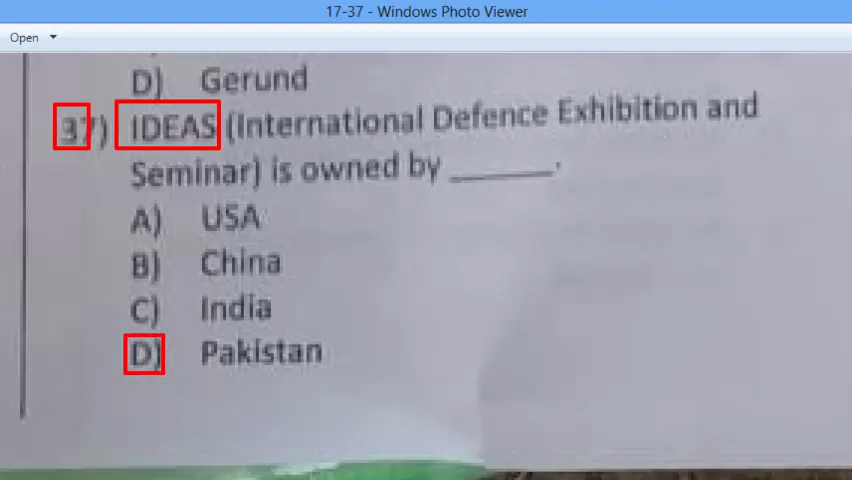 17-37 - Windows Photo Viewer
Open
D) Gerund
37) IDEAS (International Defence Exhibition and
Seminar) is owned by ______.
A) USA
B) China
C) India
D) Pakistan